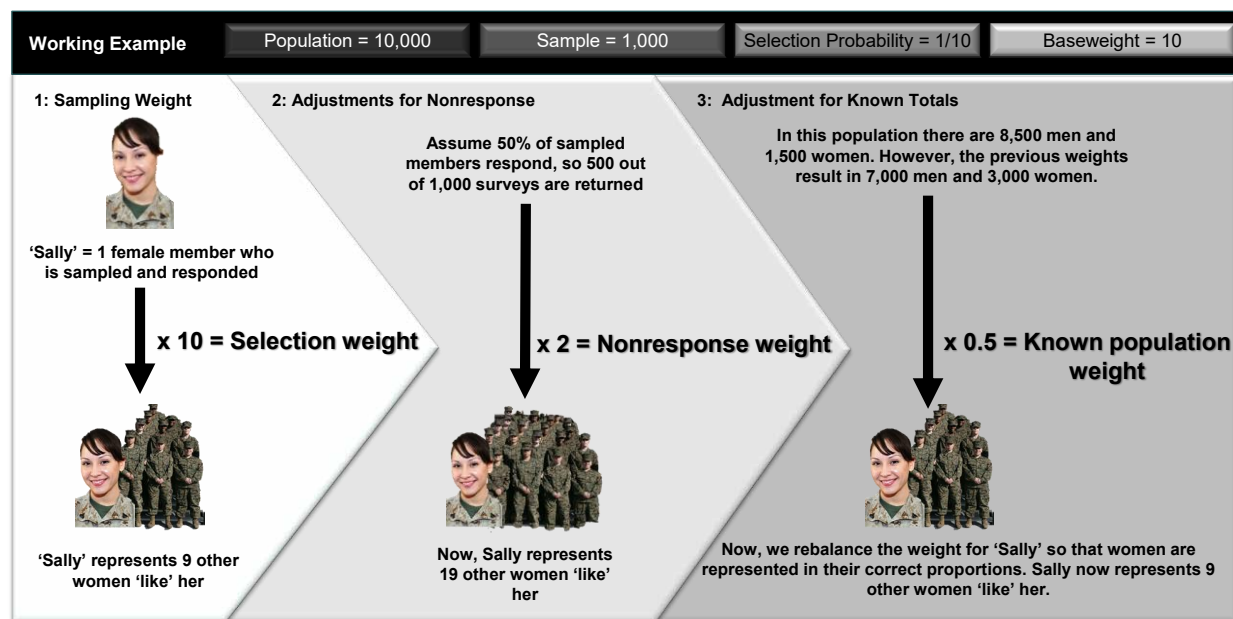 Working Example
Population = 10,000
Sample = 1,000
Selection Probability = 1/10
Baseweight = 10
1: Sampling Weight
‘Sally’ = 1 female member who
is sampled and responded
x 10 = Selection weight
‘Sally’ represents 9 other
women ‘like’ her
2: Adjustments for Nonresponse
Assume 50% of sampled
members respond, so 500 out
of 1,000 surveys are returned
x 2 = Nonresponse weight
Now, Sally represents
19 other women ‘like’
her
3: Adjustment for Known Totals
In this population there are 8,500 men and
1,500 women. However, the previous weights
result in 7,000 men and 3,000 women.
x 0.5 = Known population
weight
Now, we rebalance the weight for ‘Sally’ so that women are
represented in their correct proportions. Sally now represents 9
other women ‘like’ her.